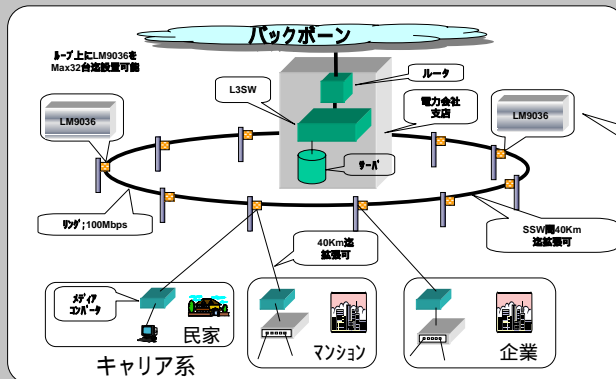 バックボーン
ループ上にLM9036を
Max32台迄設置可能
ルータ
L3SW
電力会社
支店
LM9036
LM9036
サーバ
リング;100Mbps
40Km迄
拡張可
SSW間40Km
迄拡張可
メディア
コンバータ
民家
マンション
企業
キャリア系